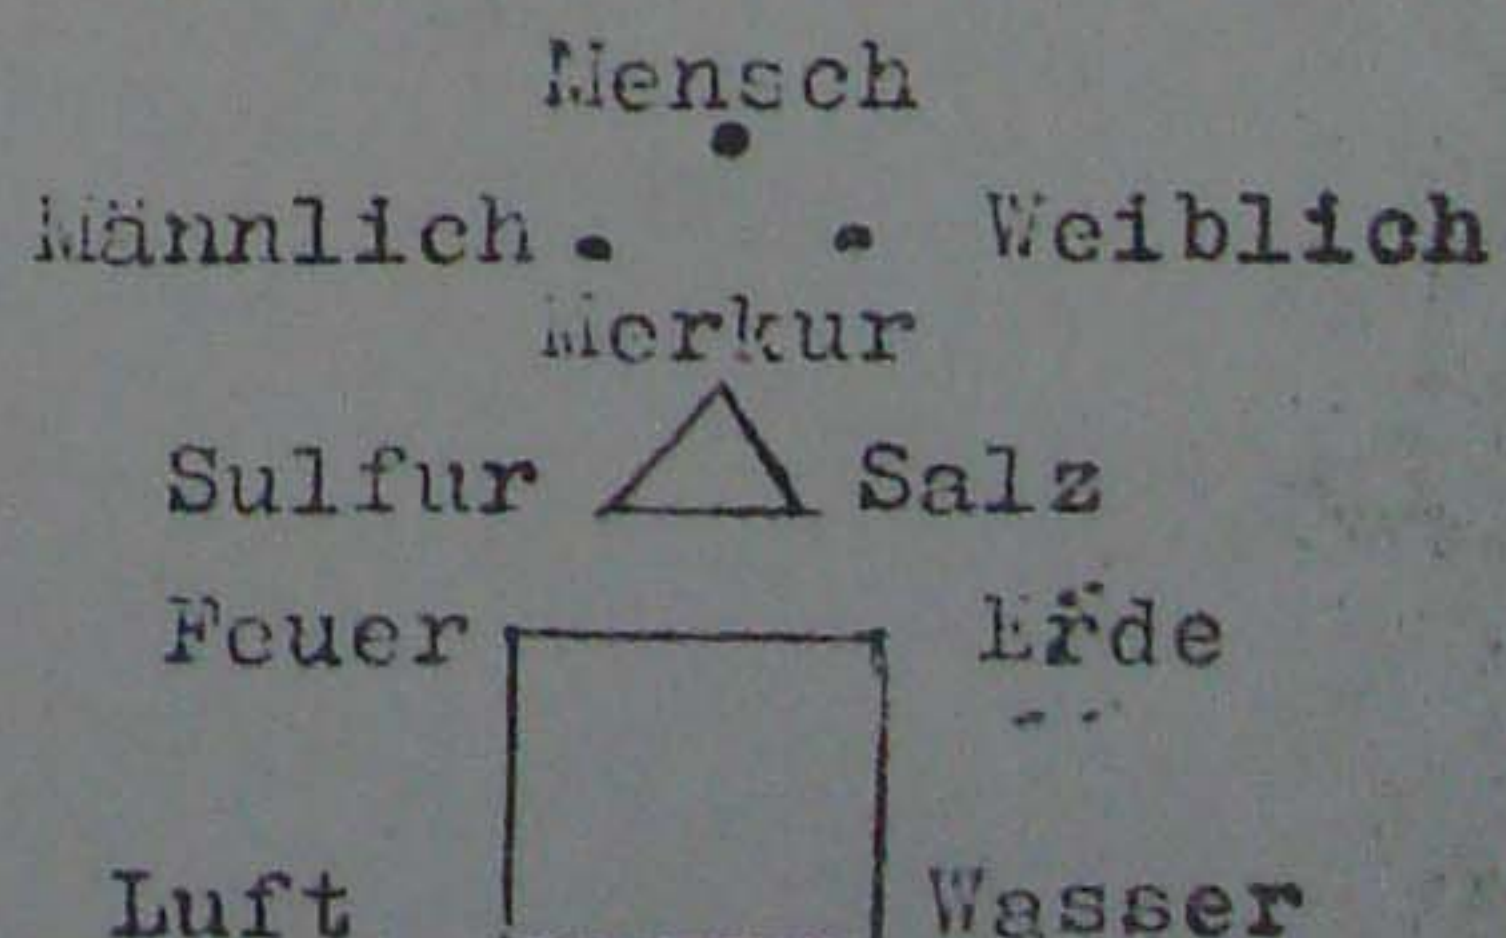 Mensch
Männlich Weiblich
Merkur
Sulfur Salz
Feuer Erde
Luft Wasser